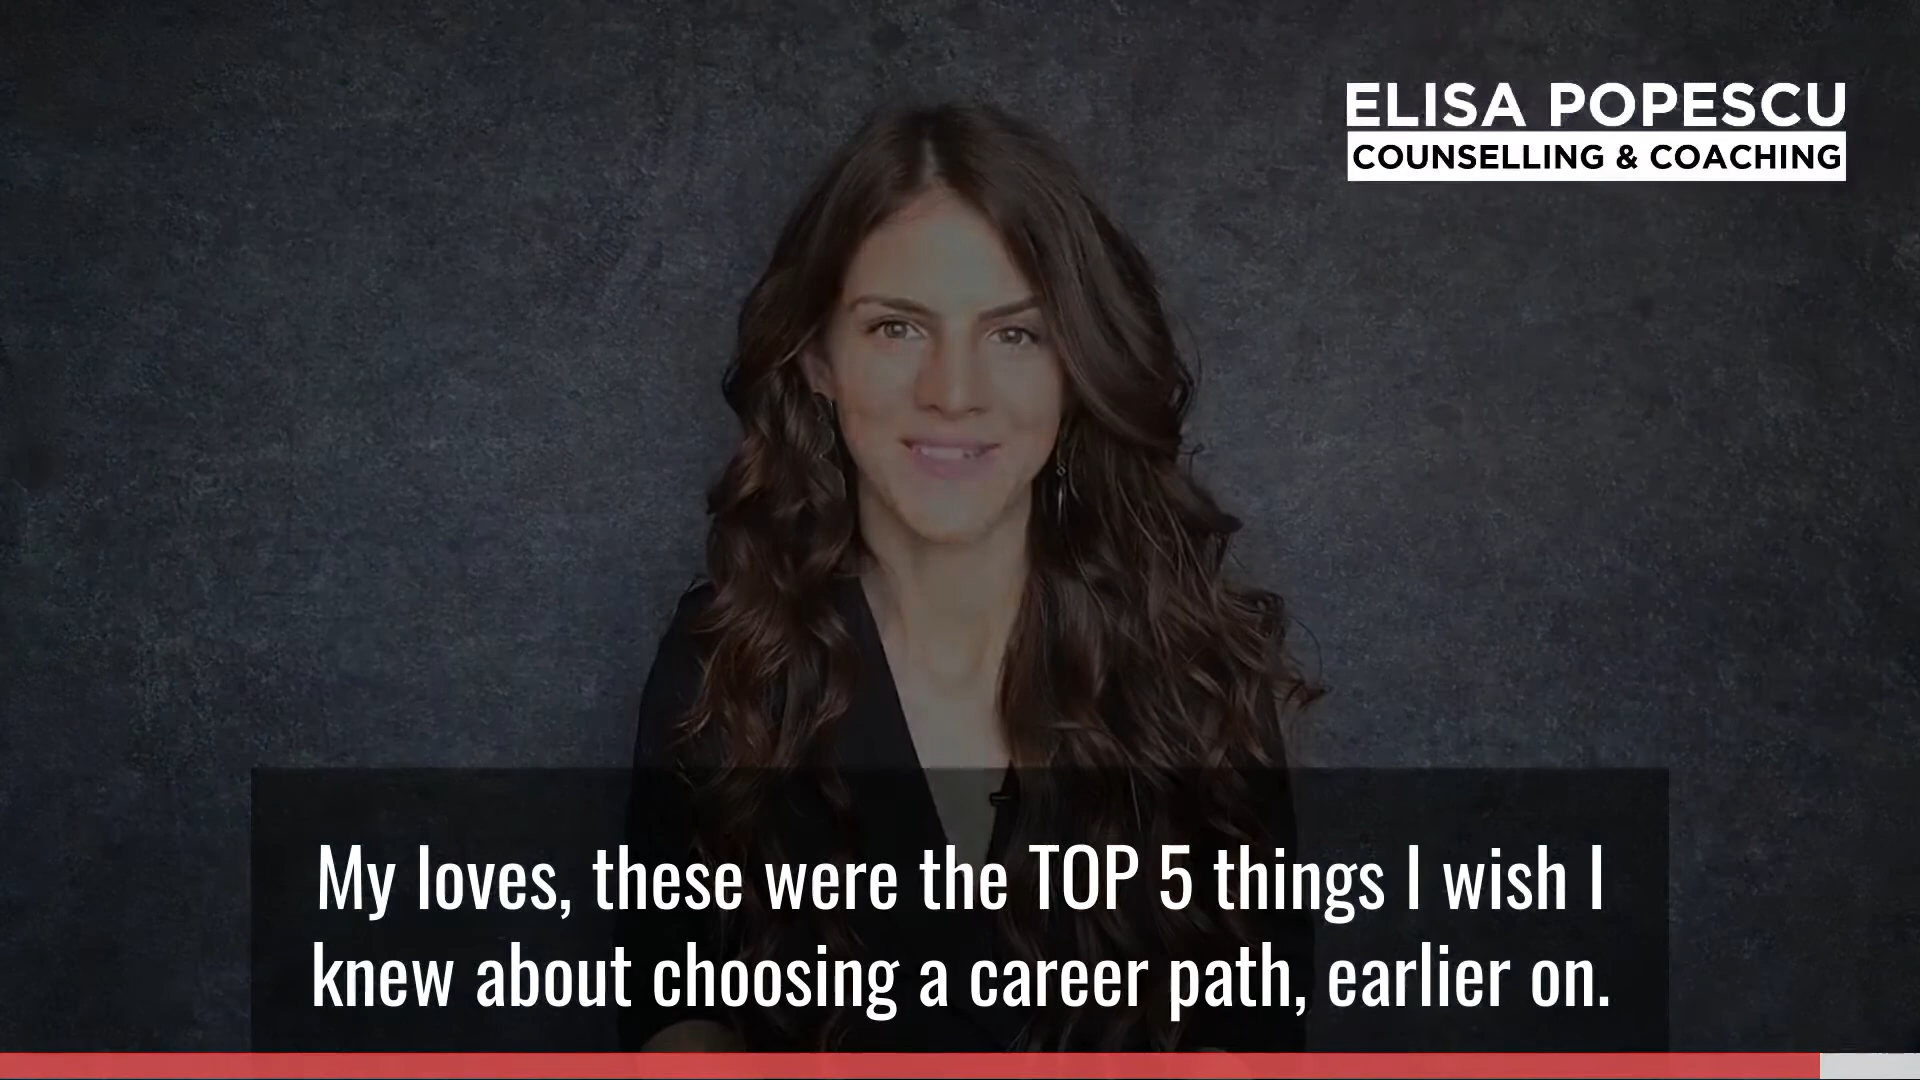 ELISA POPESCU
COUNSELLING & COACHING
My loves, these were the TOP 5 things I wish I
knew about choosing a career path, earlier on.